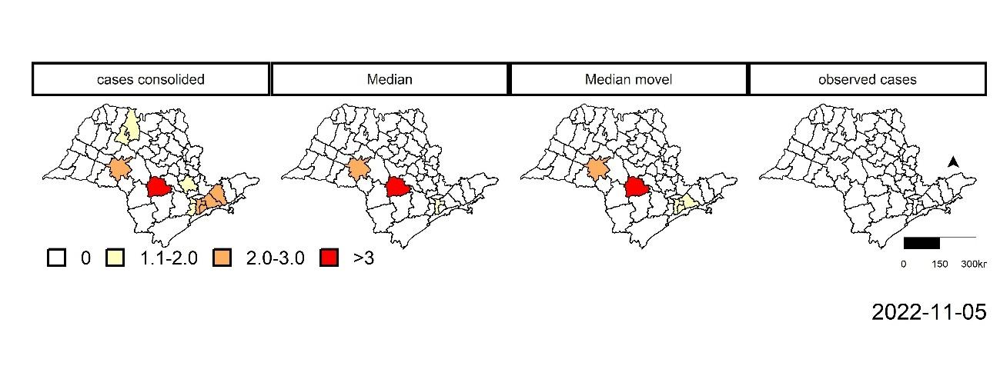 cases consolided Median Median movel observed cases
0 1.1-2.0 2.0-3.0 >3
0 150 300kr
2022-11-05